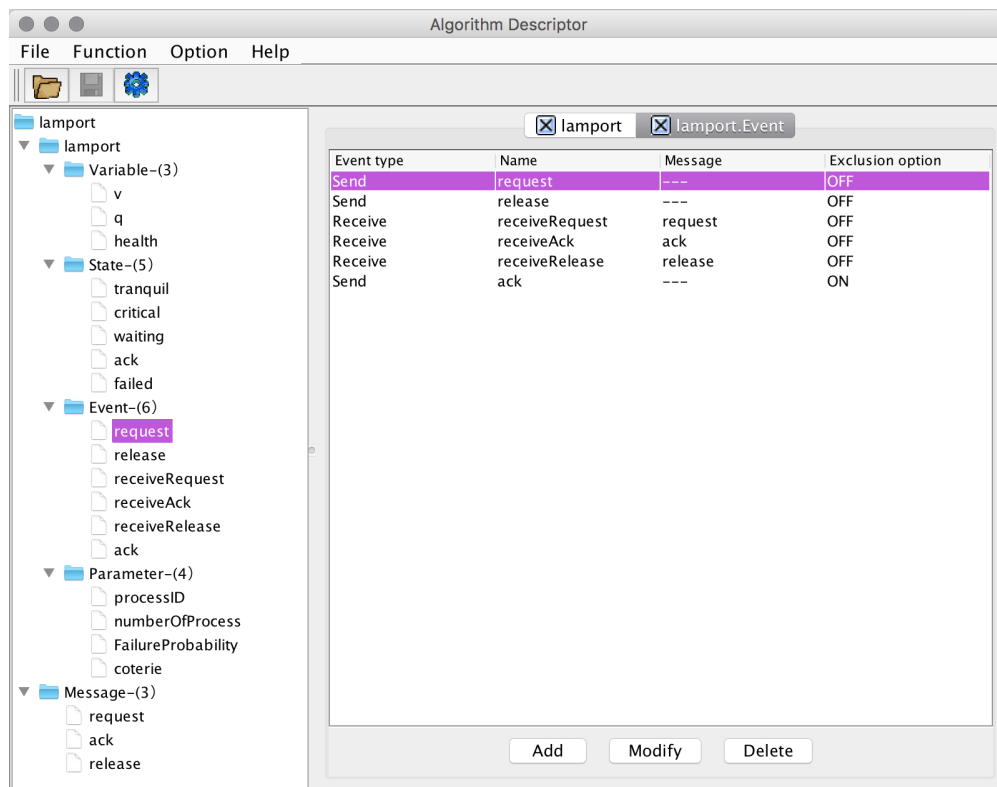 Algorithm Descriptor
File Function Option Help
lamport
lamport
Variable-(3)
v
q
health
State-(5)
tranquil
critical
waiting
ack
failed
Event-(6)
request
release
receiveRequest
receiveAck
receiveRelease
ack
Parameter-(4)
processID
numberOfProcess
FailureProbability
coterie
Message-(3)
request
ack
release
lamport lamport.Event
Event type Name Message Exclusion option
Send request --- OFF
Send release --- OFF
Receive receiveRequest request OFF
Receive receiveAck ack OFF
Receive receiveRelease release OFF
Send ack --- ON
Add Modify Delete